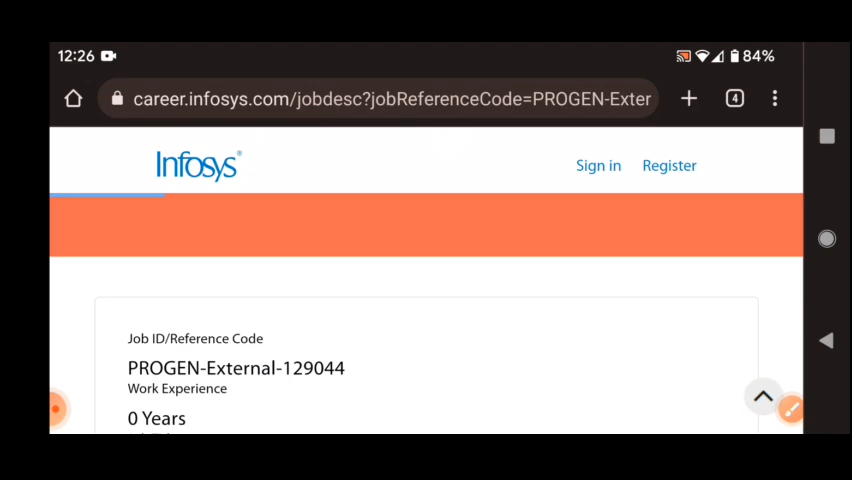 12:26
84%
career.infosys.com/jobdesc?jobReferenceCode=PROGEN-Exter
4
Infosys®
Sign in
Register
Job ID/Reference Code
PROGEN-External-129044
Work Experience
0 Years